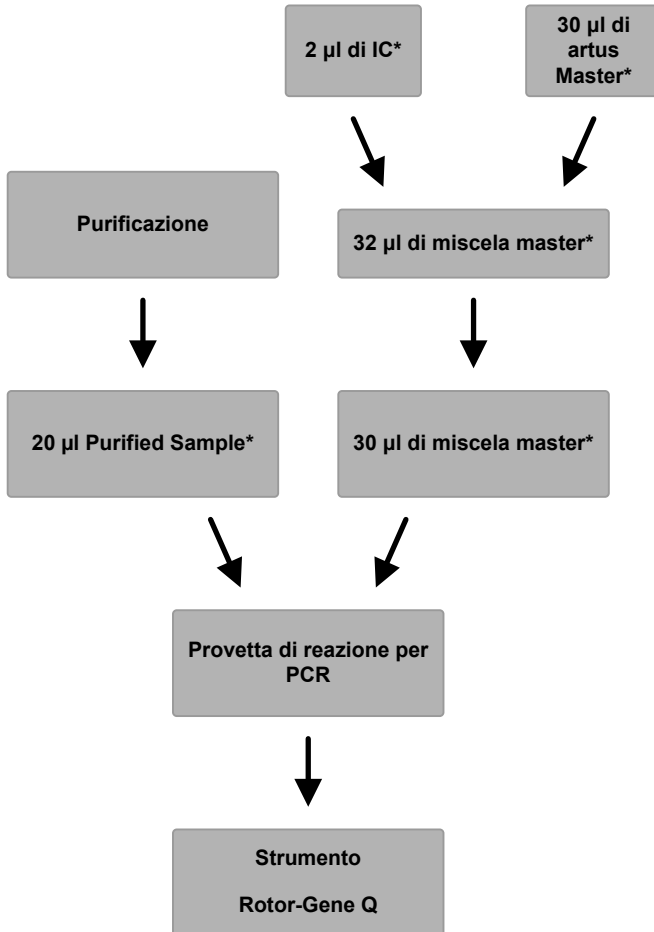 2 µl di IC*
30 µl di
artus
Master*
Purificazione
32 µl di miscela master*
20 µl Purified Sample*
30 µl di miscela master*
Provetta di reazione per
PCR
Strumento
Rotor-Gene Q